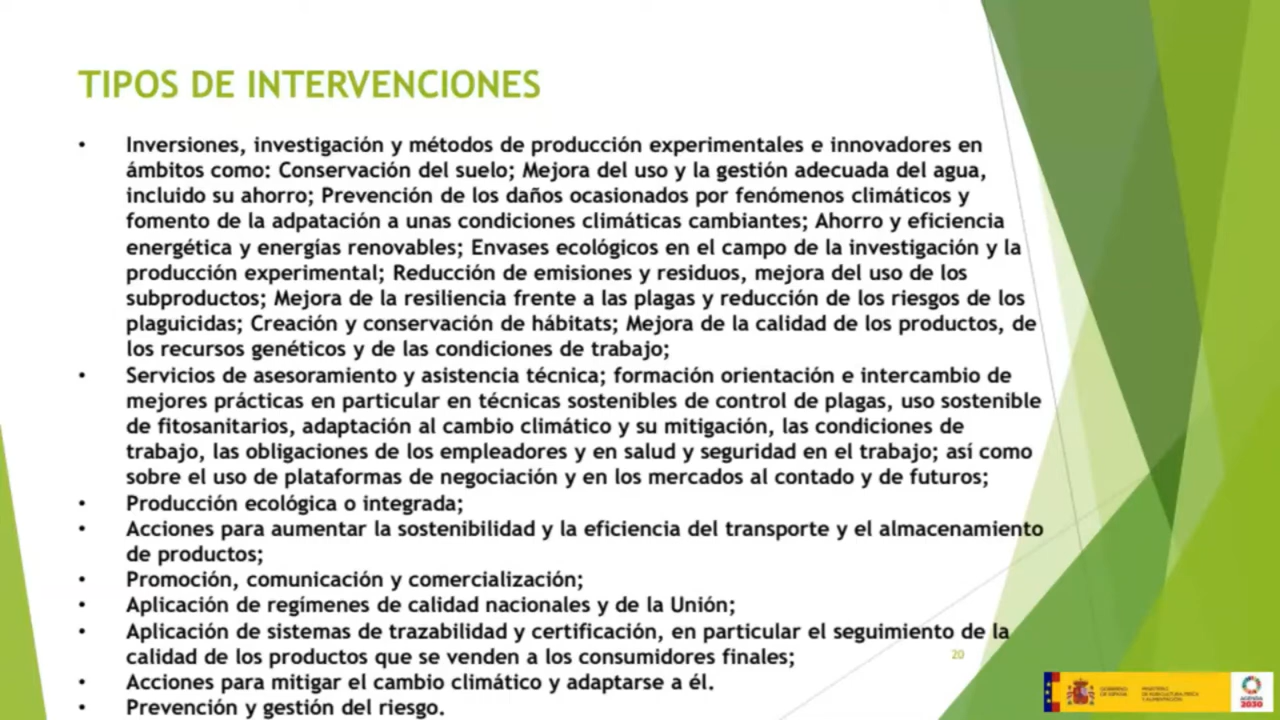 TIPOS DE INTERVENCIONES
• Inversiones, investigación y métodos de producción experimentales e innovadores en
ámbitos como: Conservación del suelo; Mejora del uso y la gestión adecuada del agua,
incluido su ahorro; Prevención de los daños ocasionados por fenómenos climáticos y
fomento de la adpatación a unas condiciones climáticas cambiantes; Ahorro y eficiencia
energética y energías renovables; Envases ecológicos en el campo de la investigación y la
producción experimental; Reducción de emisiones y residuos, mejora del uso de los
subproductos; Mejora de la resiliencia frente a las plagas y reducción de los riesgos de los
plaguicidas; Creación y conservación de hábitats; Mejora de la calidad de los productos, de
los recursos genéticos y de las condiciones de trabajo;
• Servicios de asesoramiento y asistencia técnica; formación orientación e intercambio de
mejores prácticas en particular en técnicas sostenibles de control de plagas, uso sostenible
de fitosanitarios, adaptación al cambio climático y su mitigación, las condiciones de
trabajo, las obligaciones de los empleadores y en salud y seguridad en el trabajo; así como
sobre el uso de plataformas de negociación y en los mercados al contado y de futuros;
• Producción ecológica o integrada;
• Acciones para aumentar la sostenibilidad y la eficiencia del transporte y el almacenamiento
de productos;
• Promoción, comunicación y comercialización;
• Aplicación de regímenes de calidad nacionales y de la Unión;
• Aplicación de sistemas de trazabilidad y certificación, en particular el seguimiento de la
calidad de los productos que se venden a los consumidores finales;
• Acciones para mitigar el cambio climático y adaptarse a él.
• Prevención y gestión del riesgo.
20
GOBIERNO
DE ESPAÑA
MINISTERIO
DE AGRICULTURA, PESCA
Y ALIMENTACIÓN
AGENDA
2030